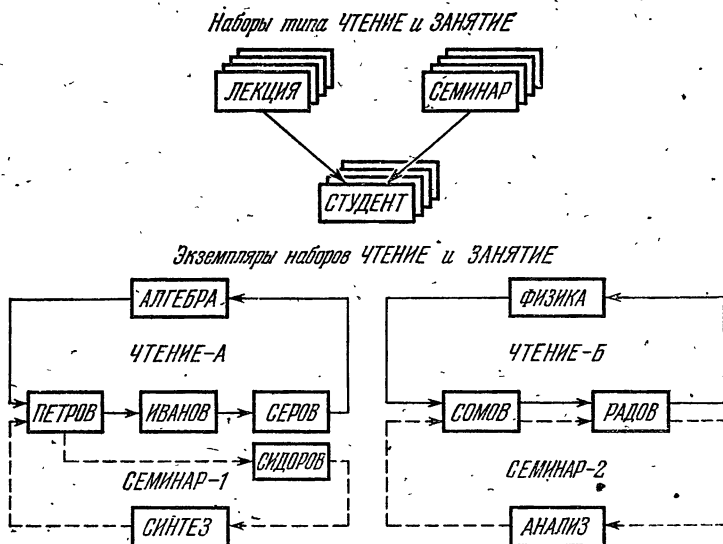 Наборы типа ЧТЕНИЕ и ЗАНЯТИЕ
ЛЕКЦИЯ
СЕМИНАР
СТУДЕНТ
Экземпляры наборов ЧТЕНИЕ и ЗАНЯТИЕ
АЛГЕБРА
ФИЗИКА
ЧТЕНИЕ-А
ЧТЕНИЕ-Б
ПЕТРОВ
ИВАНОВ
СЕРОВ
СОМОВ
РАДОВ
СИДОРОВ
СЕМИНАР-1
СЕМИНАР-2
СИНТЕЗ
АНАЛИЗ